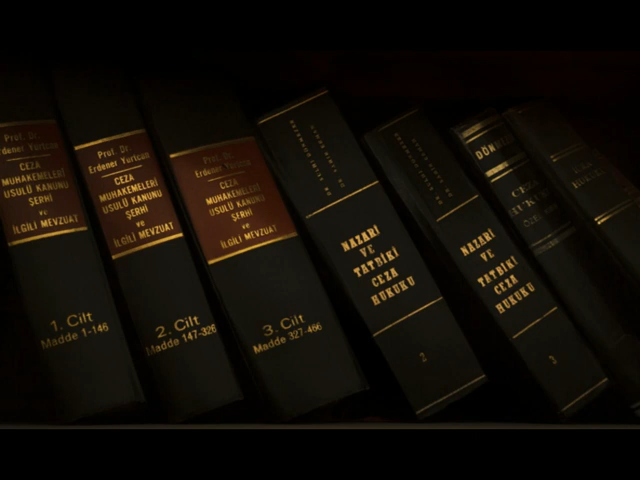 Prof. Dr.
Erdener Yurtcan
CEZA
MUHAKEMELERİ
USULÜ KANUNU
ŞERHİ
ve
İLGİLİ MEVZUAT
1. Cilt
Madde 1-146
Prof. Dr.
Erdener Yurtcan
CEZA
MUHAKEMELERİ
USULÜ KANUNU
ŞERHİ
ve
İLGİLİ MEVZUAT
2. Cilt
Madde 147-326
Prof. Dr.
Erdener Yurtcan
CEZA
MUHAKEMELERİ
USULÜ KANUNU
ŞERHİ
ve
İLGİLİ MEVZUAT
3. Cilt
Madde 327-466
NAZARİ
VE
TATBİKİ
CEZA
HUKUKU
2
NAZARİ
VE
TATBİKİ
CEZA
HUKUKU
3
CEZA